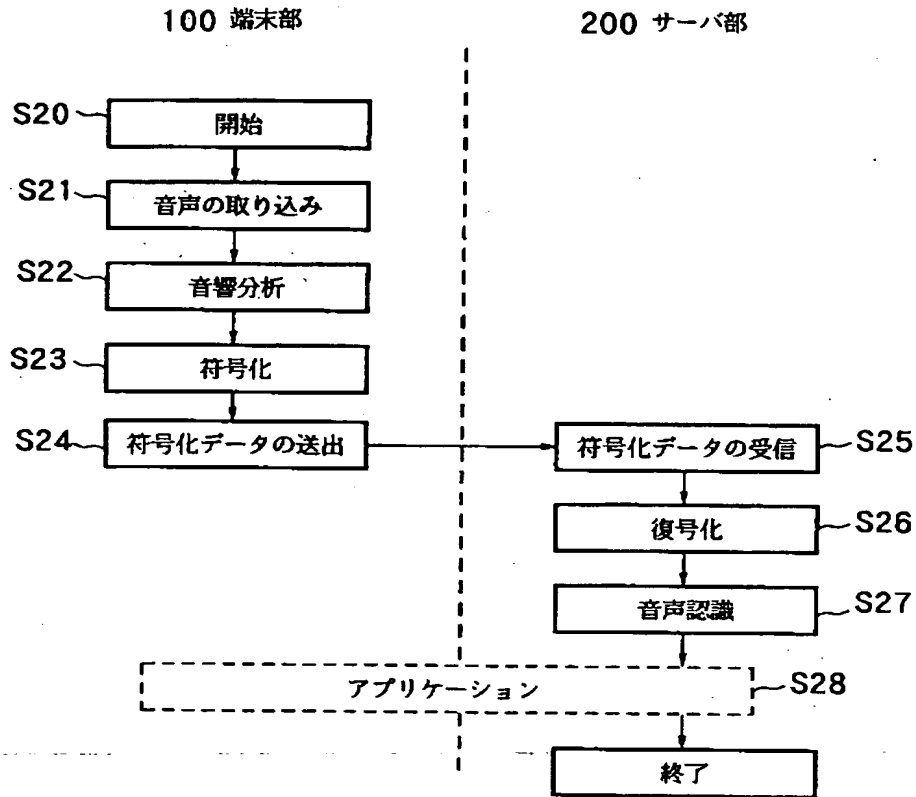 100 端末部
200 サーバ部
S20
開始
S21
音声の取り込み
S22
音響分析
S23
符号化
S24
符号化データの送出
符号化データの受信
S25
復号化
S26
音声認識
S27
アプリケーション
S28
終了